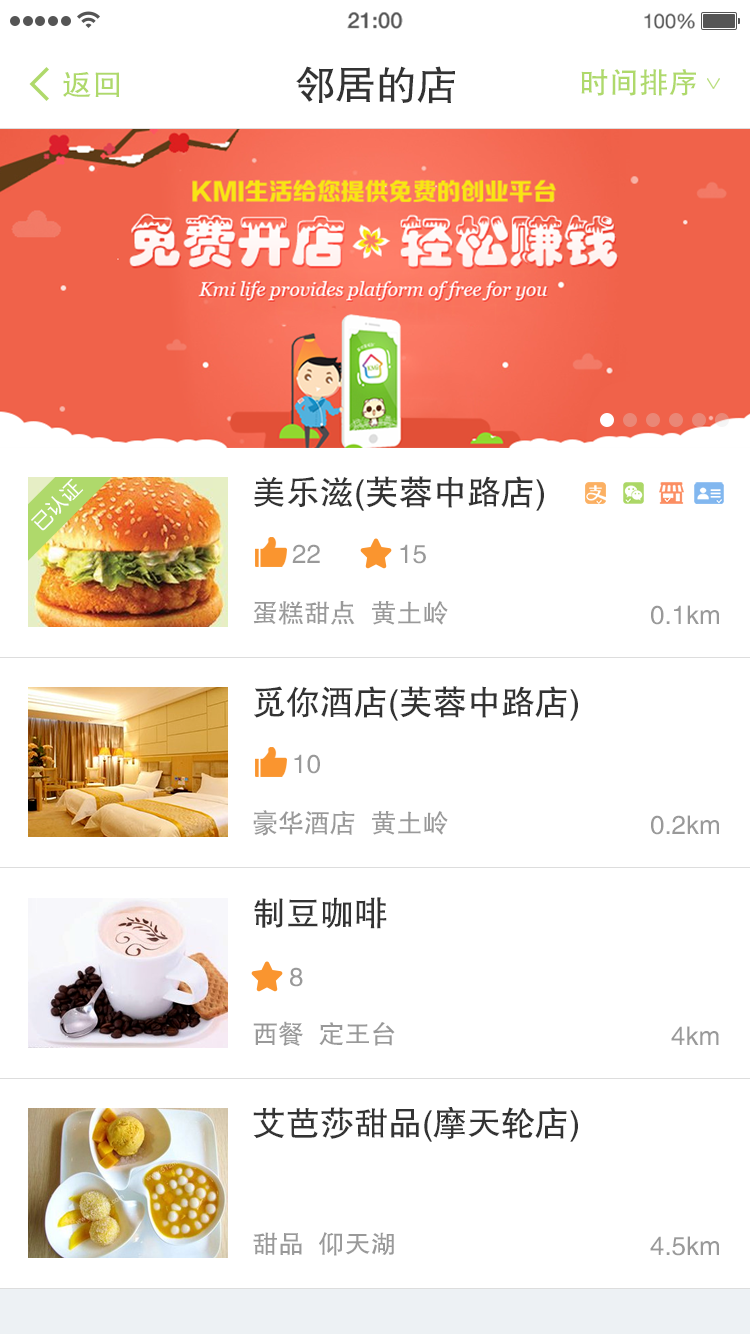 21:00
100%
返回
邻居的店
时间排序
KMI生活给您提供免费的创业平台
免费开店 轻松赚钱
Kmi life provides platform of free for you
KMI
已认证
美乐滋(芙蓉中路店)
支
22
15
蛋糕甜点 黄土岭
0.1km
觅你酒店(芙蓉中路店)
10
豪华酒店 黄土岭
0.2km
制豆咖啡
8
西餐 定王台
4km
艾芭莎甜品(摩天轮店)
甜品 仰天湖
4.5km